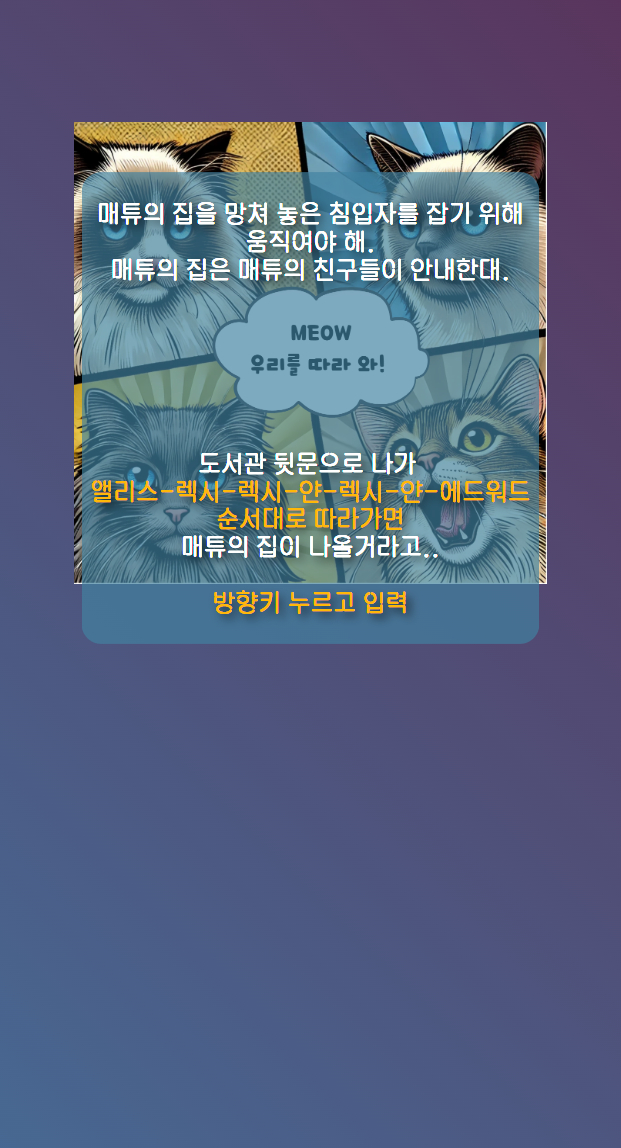 매튜의 집을 망쳐 놓은 침입자를 잡기 위해
움직여야 해.
매튜의 집은 매튜의 친구들이 안내한대.
MEOW
우리를 따라 와!
도서관 뒷문으로 나가
앨리스-렉시-렉시-얀-렉시-얀-에드워드
순서대로 따라가면
매튜의 집이 나올거라고..
방향키 누르고 입력